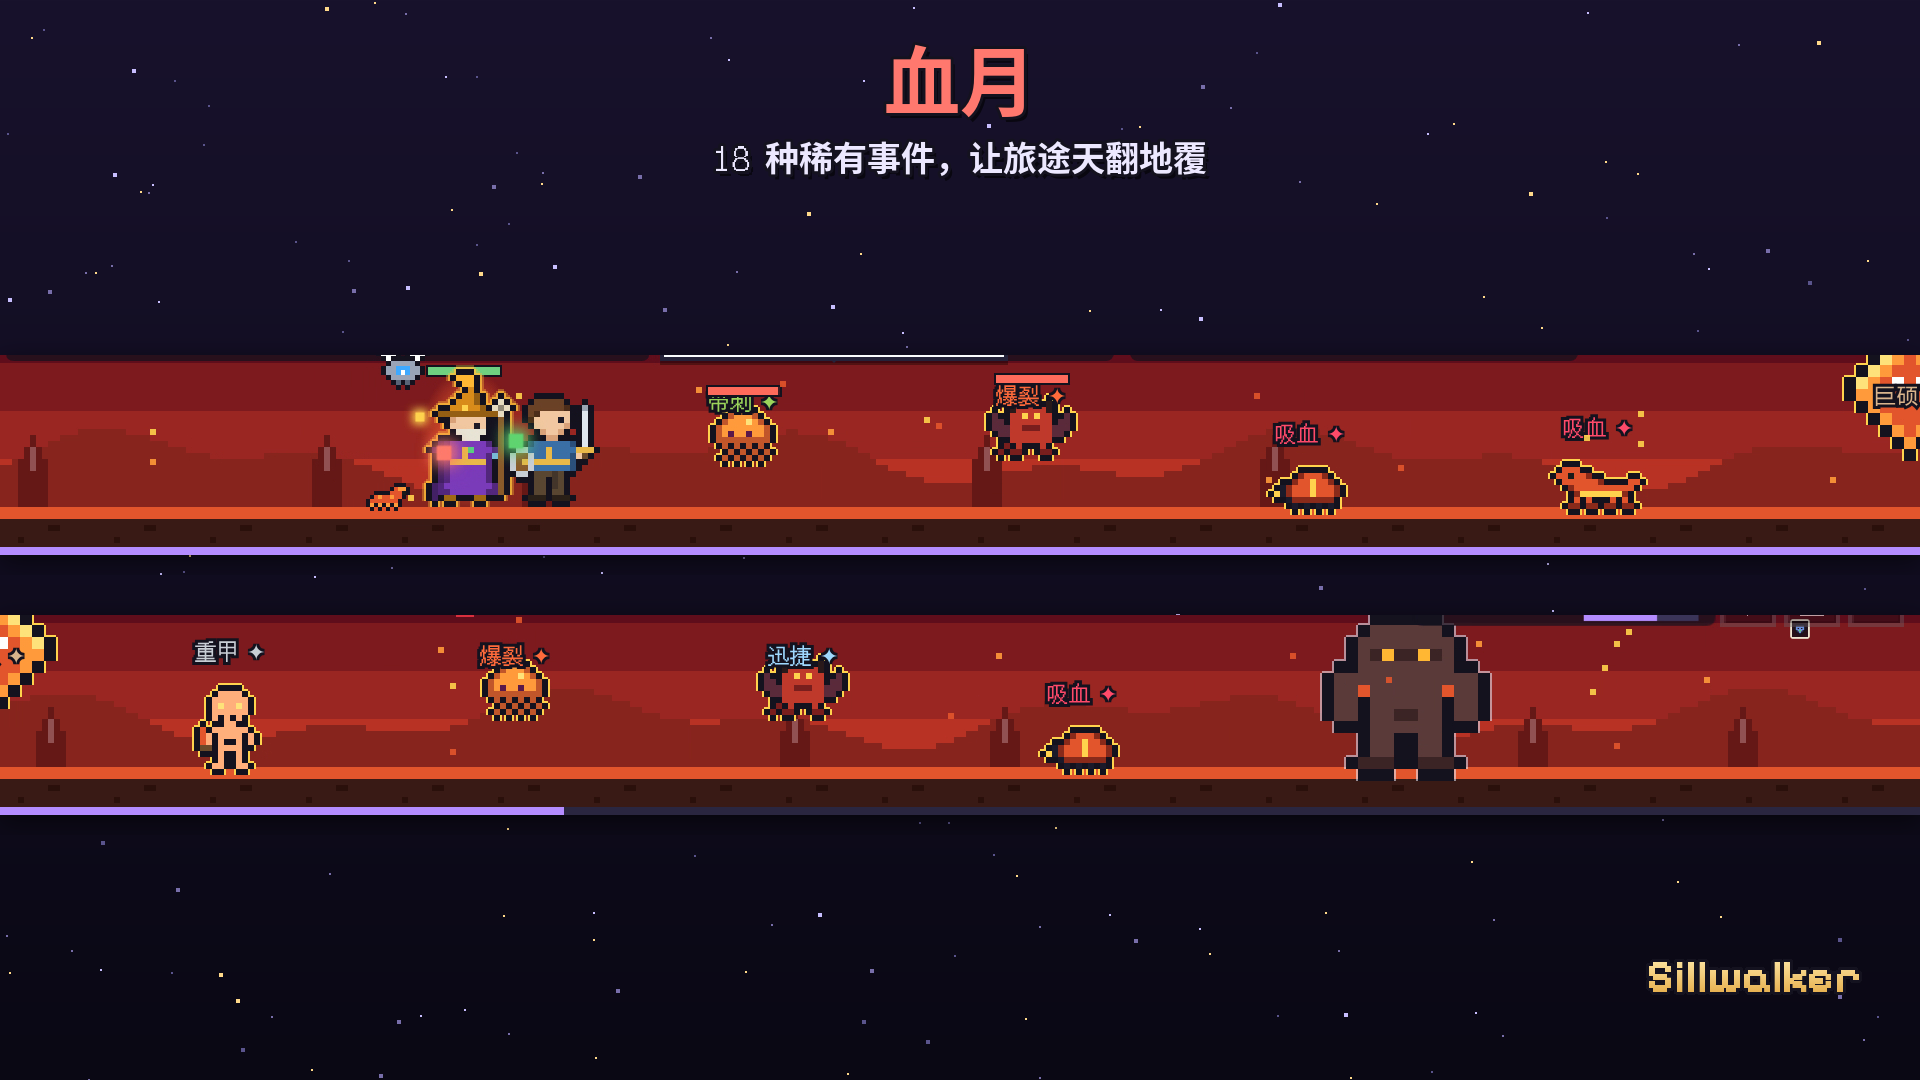 血月
18 种稀有事件，让旅途天翻地覆
带刺 ✦
爆裂 ✦
吸血 ✦
吸血 ✦
巨硕
✦
重甲 ✦
爆裂 ✦
迅捷 ✦
吸血 ✦
Sillwalker